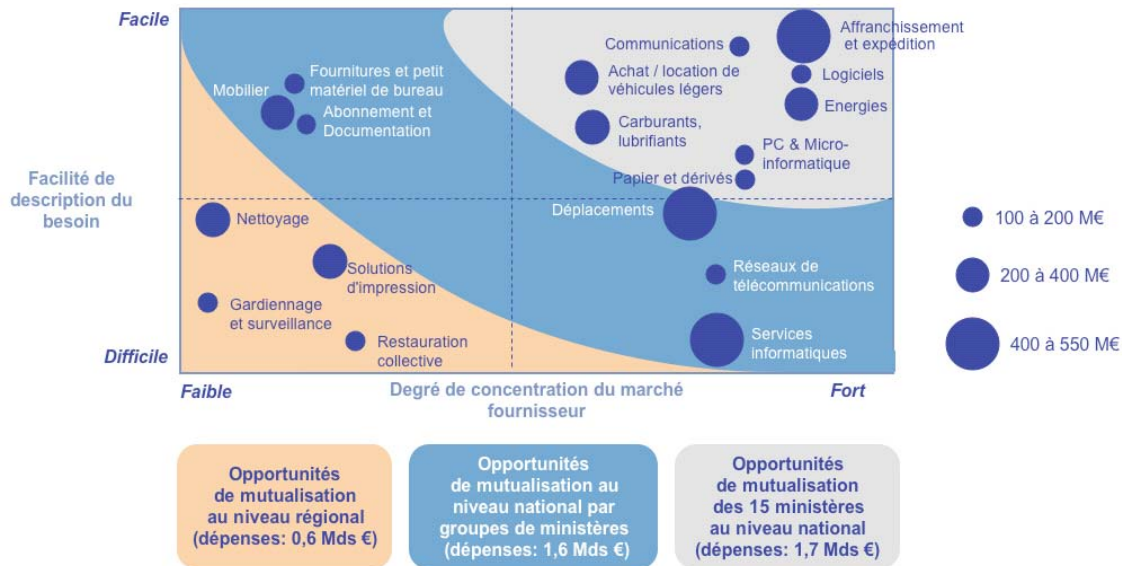 Facile
Communications
Affranchissement
et expédition
Fournitures et petit
matériel de bureau
Mobilier
Abonnement et
Documentation
Achat / location de
véhicules légers
Logiciels
Energies
Carburants,
lubrifiants
PC & Micro-
informatique
Papier et dérivés
Facilité de
description du
besoin
Déplacements
Nettoyage
100 à 200 M€
Solutions
d'impression
Réseaux de
télécommunications
200 à 400 M€
Gardiennage
et surveillance
Restauration
collective
Services
informatiques
400 à 550 M€
Difficile
Faible
Degré de concentration du marché
fournisseur
Fort
Opportunités
de mutualisation
au niveau régional
(dépenses: 0,6 Mds €)
Opportunités
de mutualisation au
niveau national par
groupes de ministères
(dépenses: 1,6 Mds €)
Opportunités
de mutualisation
des 15 ministères
au niveau national
(dépenses: 1,7 Mds €)